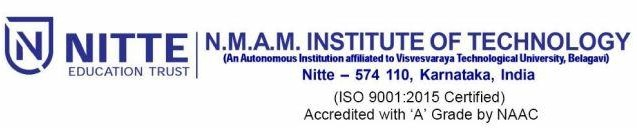 NITTE
EDUCATION TRUST
N.M.A.M. INSTITUTE OF TECHNOLOGY
(An Autonomous Institution affiliated to Visvesvaraya Technological University, Belagavi)
Nitte – 574 110, Karnataka, India
(ISO 9001:2015 Certified)
Accredited with ‘A’ Grade by NAAC